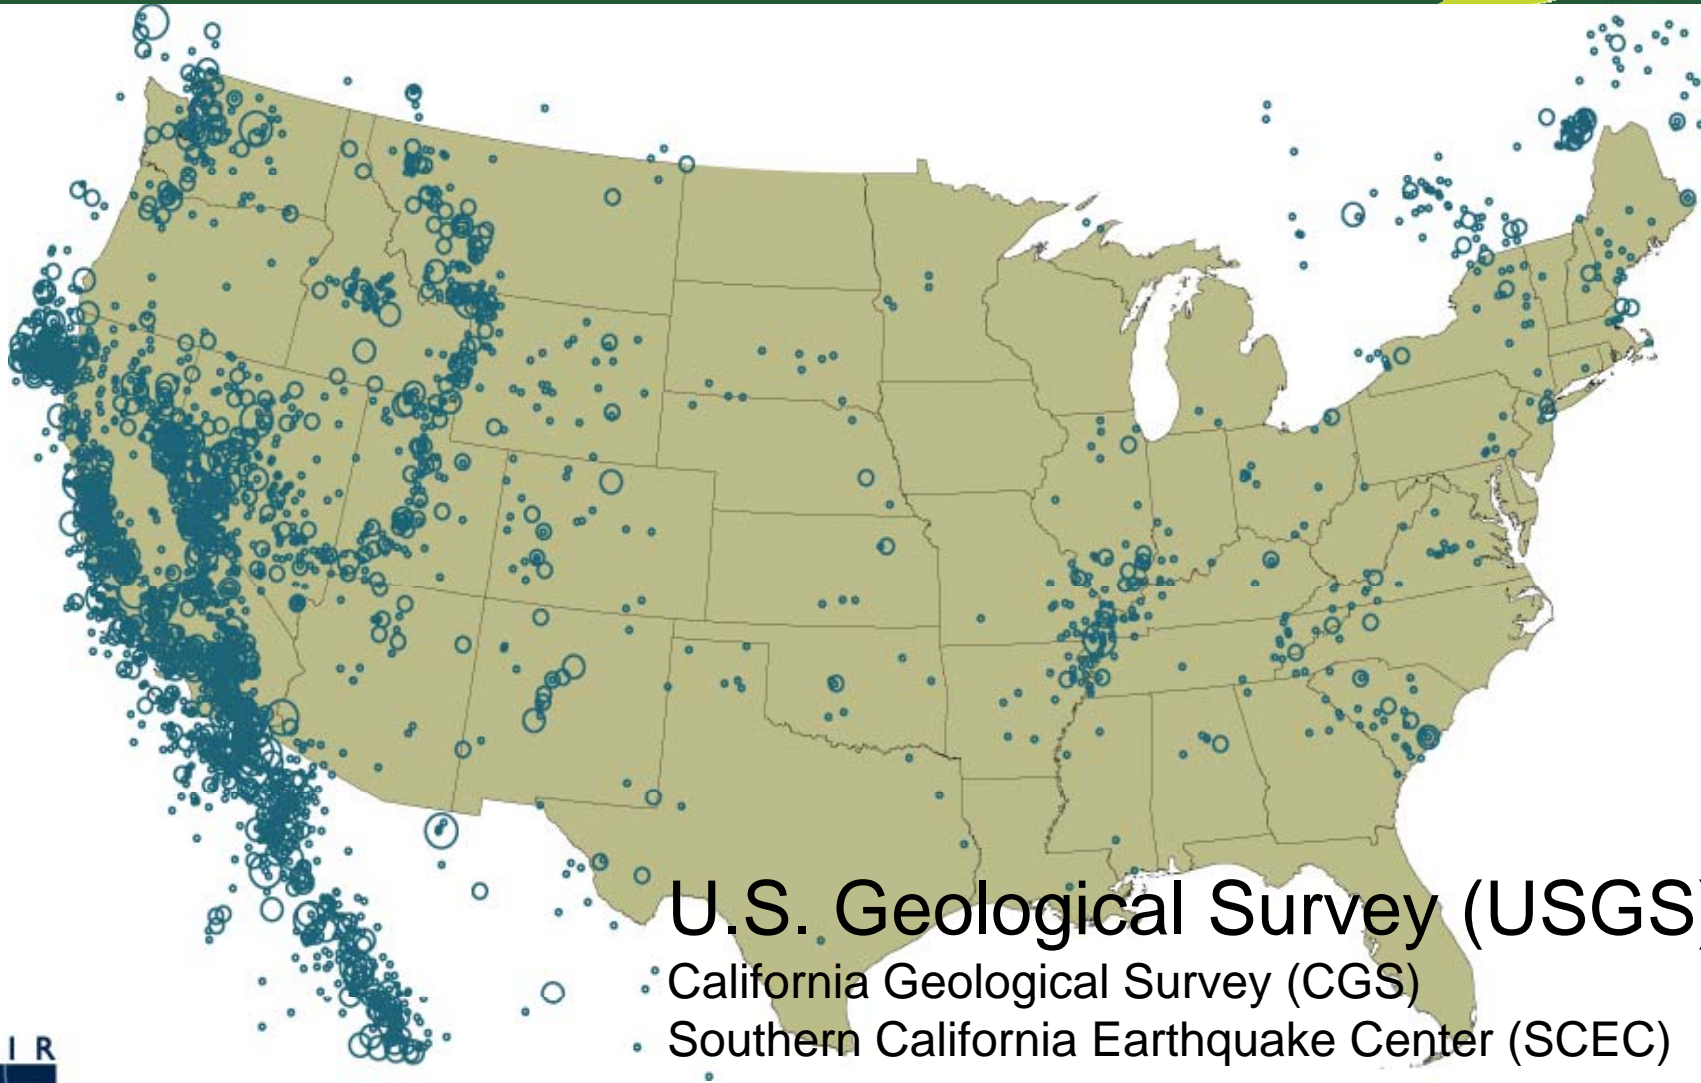 U.S. Geological Survey (USGS)
California Geological Survey (CGS)
Southern California Earthquake Center (SCEC)
I R